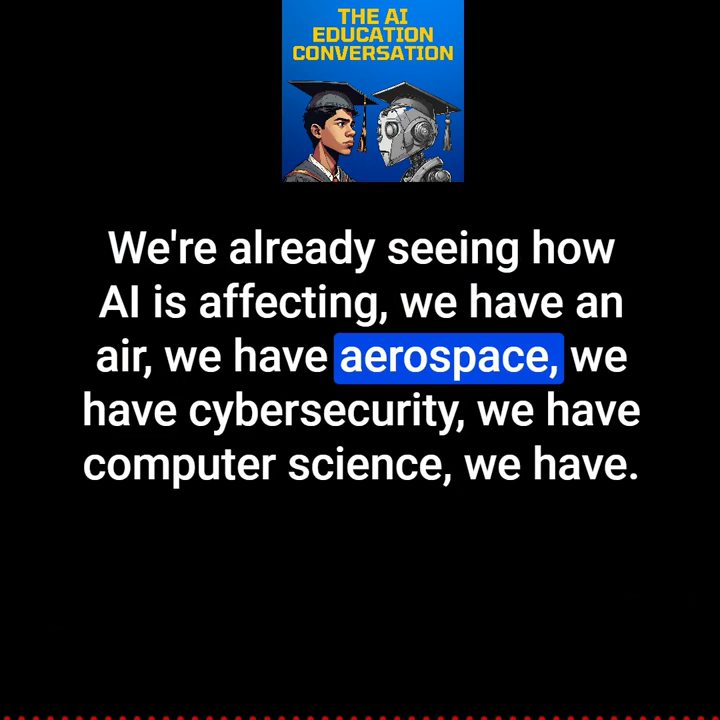 THE AI
EDUCATION
CONVERSATION
We're already seeing how
AI is affecting, we have an
air, we have aerospace, we
have cybersecurity, we have
computer science, we have.